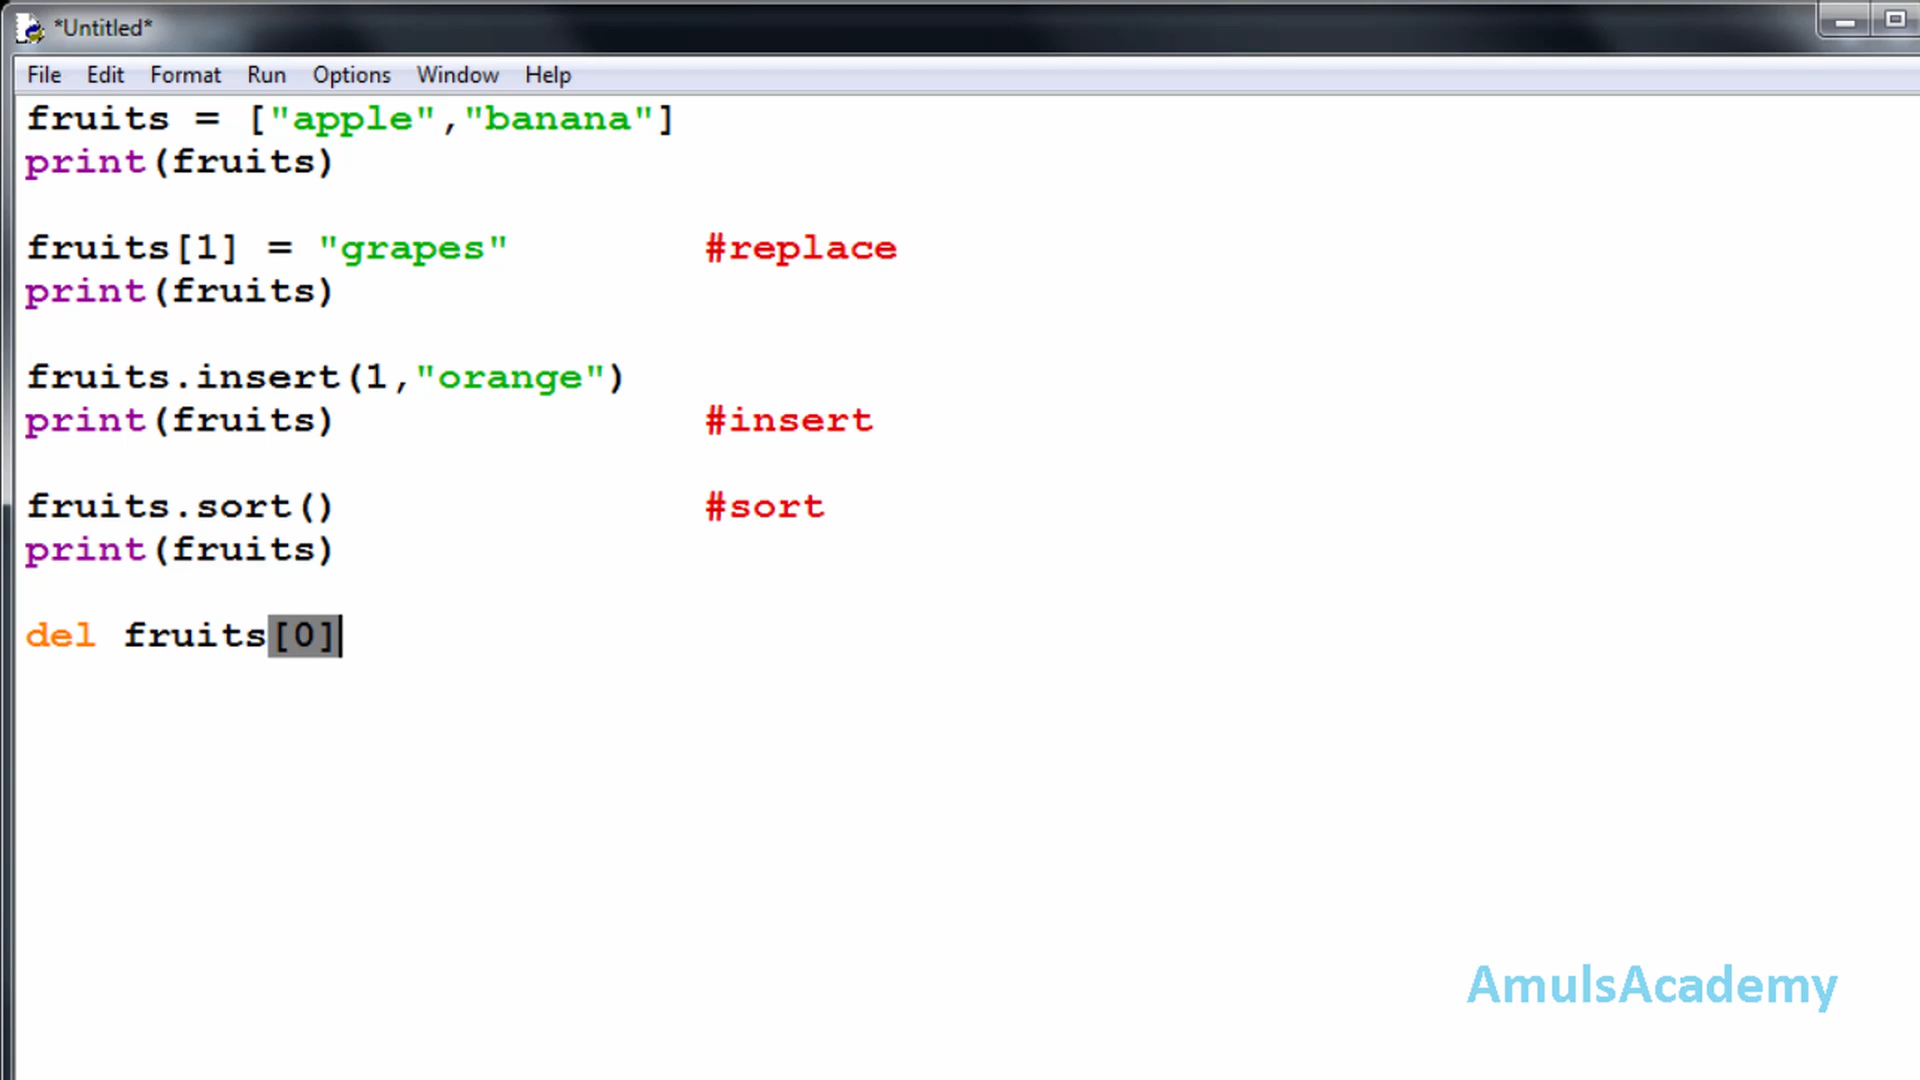 *Untitled*
File Edit Format Run Options Window Help
fruits = ["apple","banana"]
print(fruits)
fruits[1] = "grapes" #replace
print(fruits)
fruits.insert(1,"orange")
print(fruits) #insert
fruits.sort() #sort
print(fruits)
del fruits[0]
AmulsAcademy